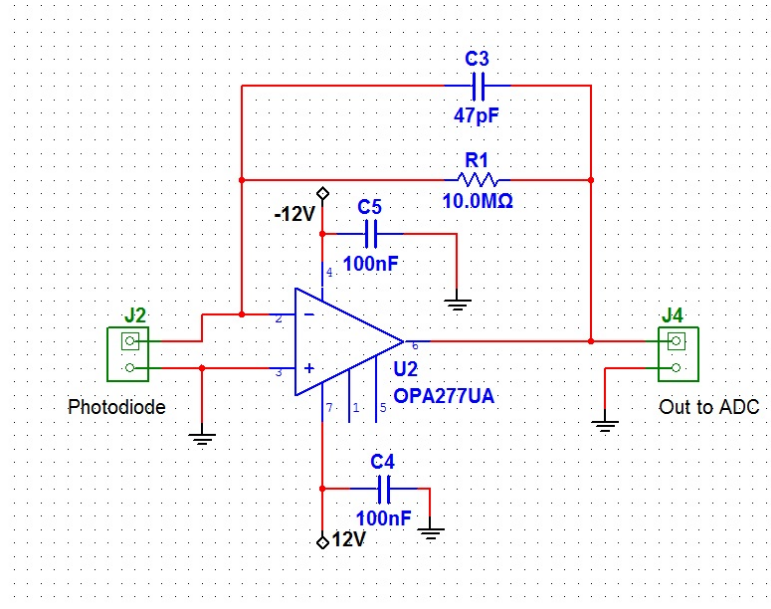 C3
47pF
R1
10.0MΩ
-12V
C5
100nF
4
J2
2
3
6
J4
U2
OPA277UA
Photodiode
7
1
5
Out to ADC
C4
100nF
12V